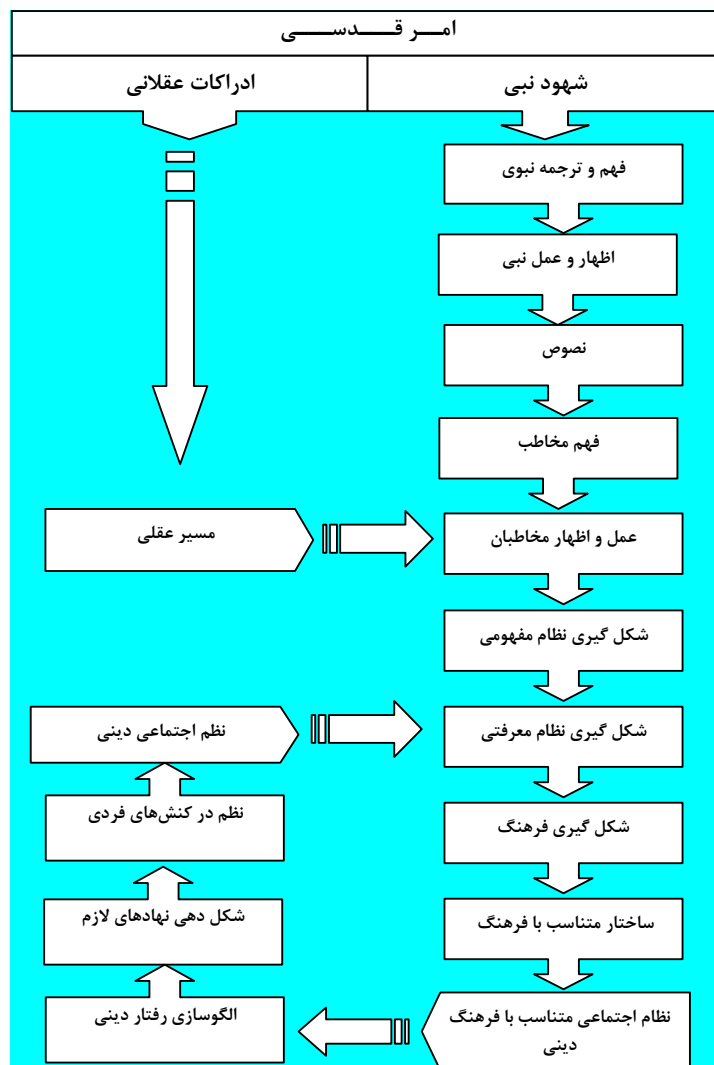 امـــر قـــــدســــــی
شهود نبی
ادراکات عقلانی
فهم و ترجمه نبوی
اظهار و عمل نبی
نصوص
فهم مخاطب
عمل و اظهار مخاطبان
مسیر عقلی
شکل گیری نظام مفهومی
شکل گیری نظام معرفتی
نظم اجتماعی دینی
شکل گیری فرهنگ
نظم در کنش‌های فردی
ساختار متناسب با فرهنگ
شکل دهی نهادهای لازم
نظام اجتماعی متناسب با فرهنگ
دینی
الگوسازی رفتار دینی